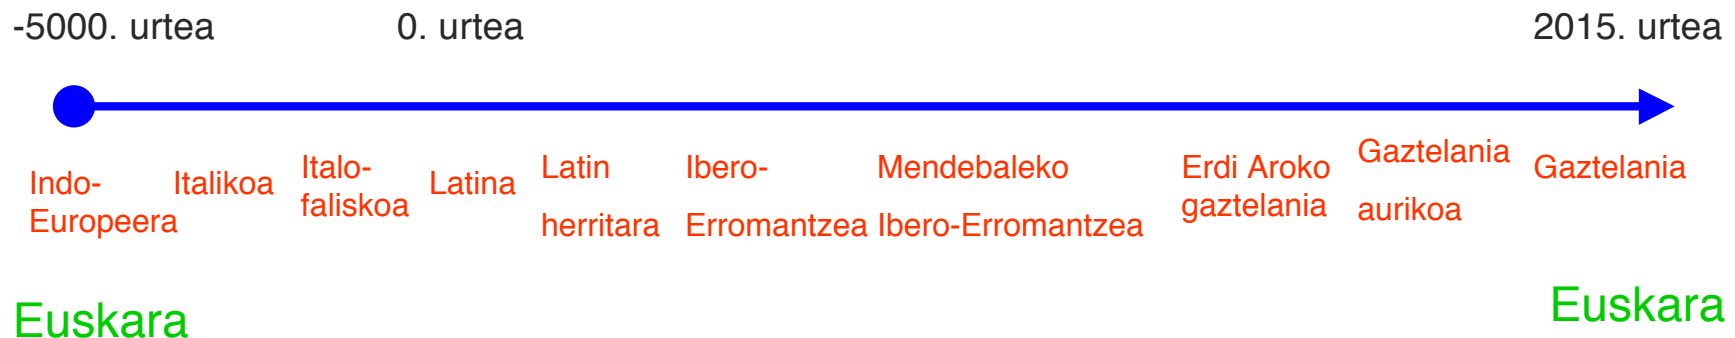 -5000. urtea
0. urtea
2015. urtea
Indo-
Europeera
Italikoa
Italo-
faliskoa
Latina
Latin
herritara
Ibero-
Erromantzea
Mendebaleko
Ibero-Erromantzea
Erdi Aroko
gaztelania
Gaztelania
aurikoa
Gaztelania
Euskara
Euskara